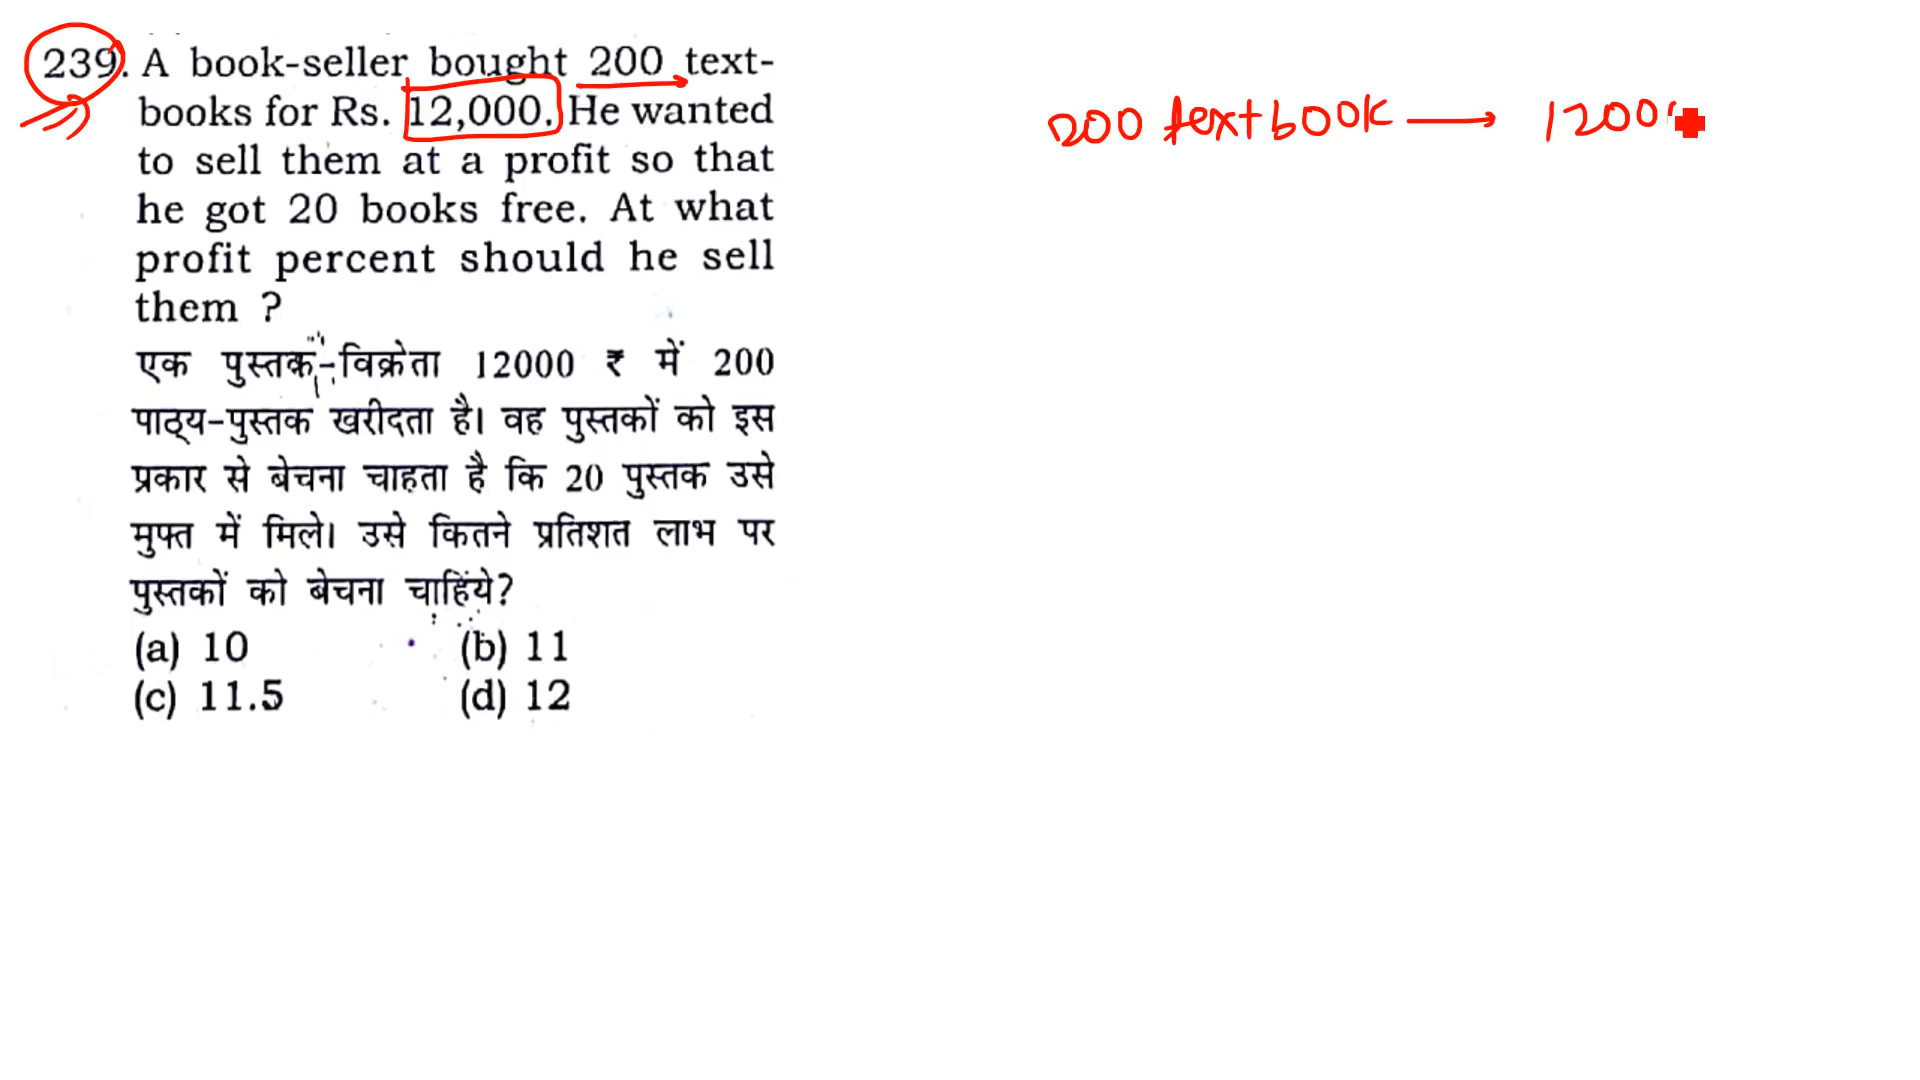 239. A book-seller bought 200 text-
books for Rs. 12,000. He wanted
to sell them at a profit so that
he got 20 books free. At what
profit percent should he sell
them ?
एक पुस्तक-विक्रेता 12000 ₹ में 200
पाठ्य-पुस्तक खरीदता है। वह पुस्तकों को इस
प्रकार से बेचना चाहता है कि 20 पुस्तक उसे
मुफ्त में मिले। उसे कितने प्रतिशत लाभ पर
पुस्तकों को बेचना चाहिंये?
(a) 10 (b) 11
(c) 11.5 (d) 12
200 textbook → 1200